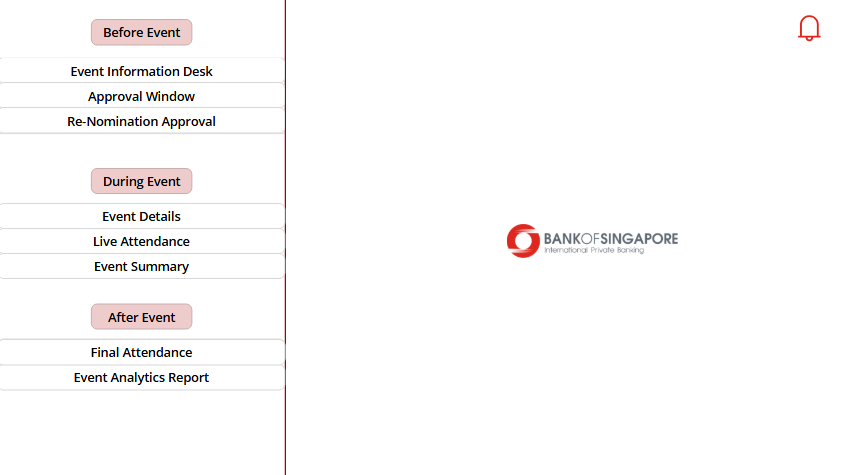 Before Event
Event Information Desk
Approval Window
Re-Nomination Approval
During Event
Event Details
Live Attendance
Event Summary
After Event
Final Attendance
Event Analytics Report
BANKOFSINGAPORE
International Private Banking